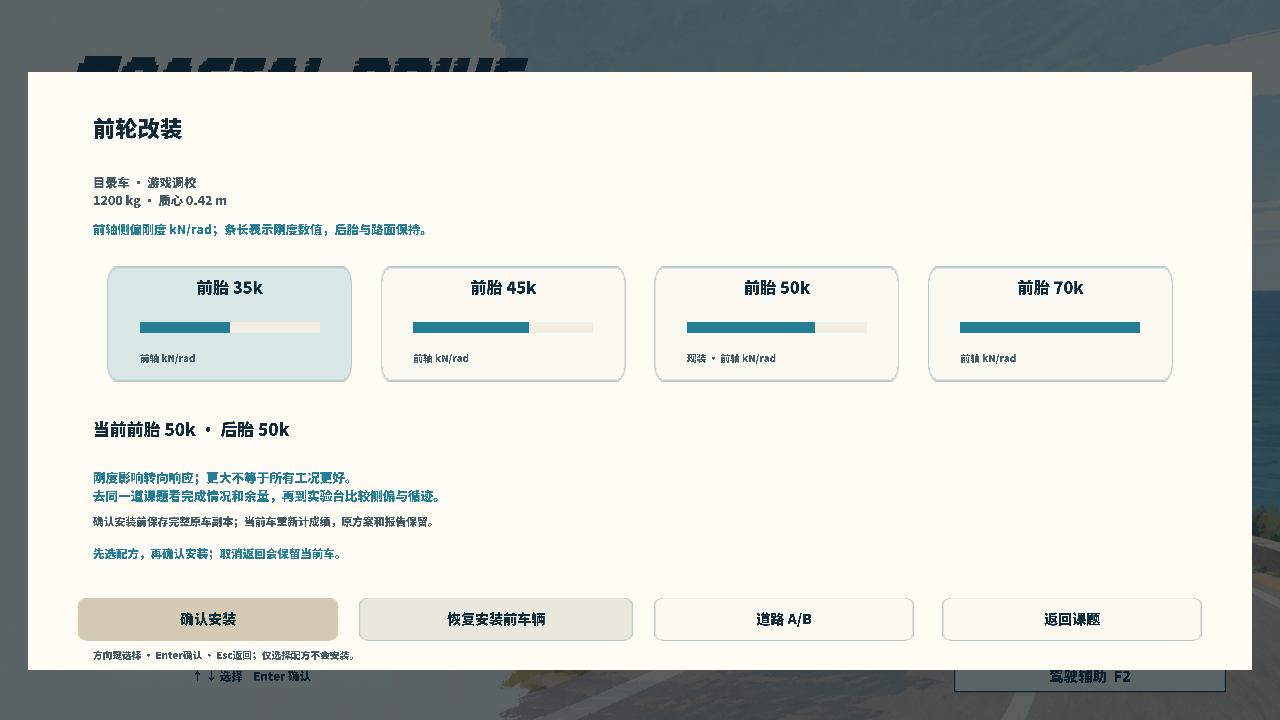 前轮改装
目录车 · 游戏调校
1200 kg · 质心 0.42 m
前轴侧偏刚度 kN/rad；条长表示刚度数值，后胎与路面保持。
前胎 35k
前轴 kN/rad
前胎 45k
前轴 kN/rad
前胎 50k
现装 · 前轴 kN/rad
前胎 70k
前轴 kN/rad
当前前胎 50k · 后胎 50k
刚度影响转向响应；更大不等于所有工况更好。
去同一道课题看完成情况和余量，再到实验台比较侧偏与循迹。
确认安装前保存完整原车副本；当前车重新计成绩，原方案和报告保留。
先选配方，再确认安装；取消返回会保留当前车。
确认安装
恢复安装前车辆
道路 A/B
返回课题
方向键选择 · Enter确认 · Esc返回；仅选择配方不会安装。
↑ ↓ 选择 Enter 确认
驾驶辅助 F2